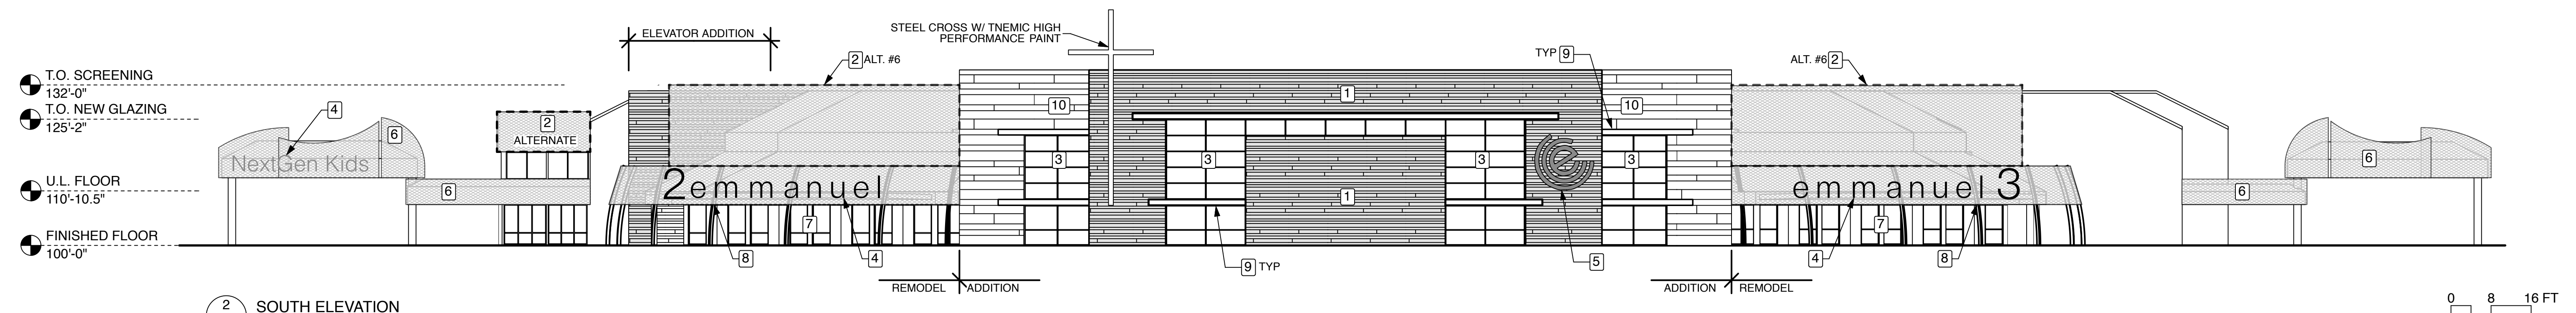 STEEL CROSS W/ TNEMIC HIGH
PERFORMANCE PAINT
ELEVATOR ADDITION
2 ALT. #6
TYP 9
ALT. #6 2
T.O. SCREENING
132'-0"
T.O. NEW GLAZING
125'-2"
U.L. FLOOR
110'-10.5"
FINISHED FLOOR
100'-0"
4
6
NextGen Kids
6
2
ALTERNATE
2emmanuel
7
8
4
10
3
3
1
1
3
3
10
9 TYP
5
emmanuel 3
7
4
8
6
6
REMODEL
ADDITION
ADDITION
REMODEL
2
SOUTH ELEVATION
0 8 16 FT